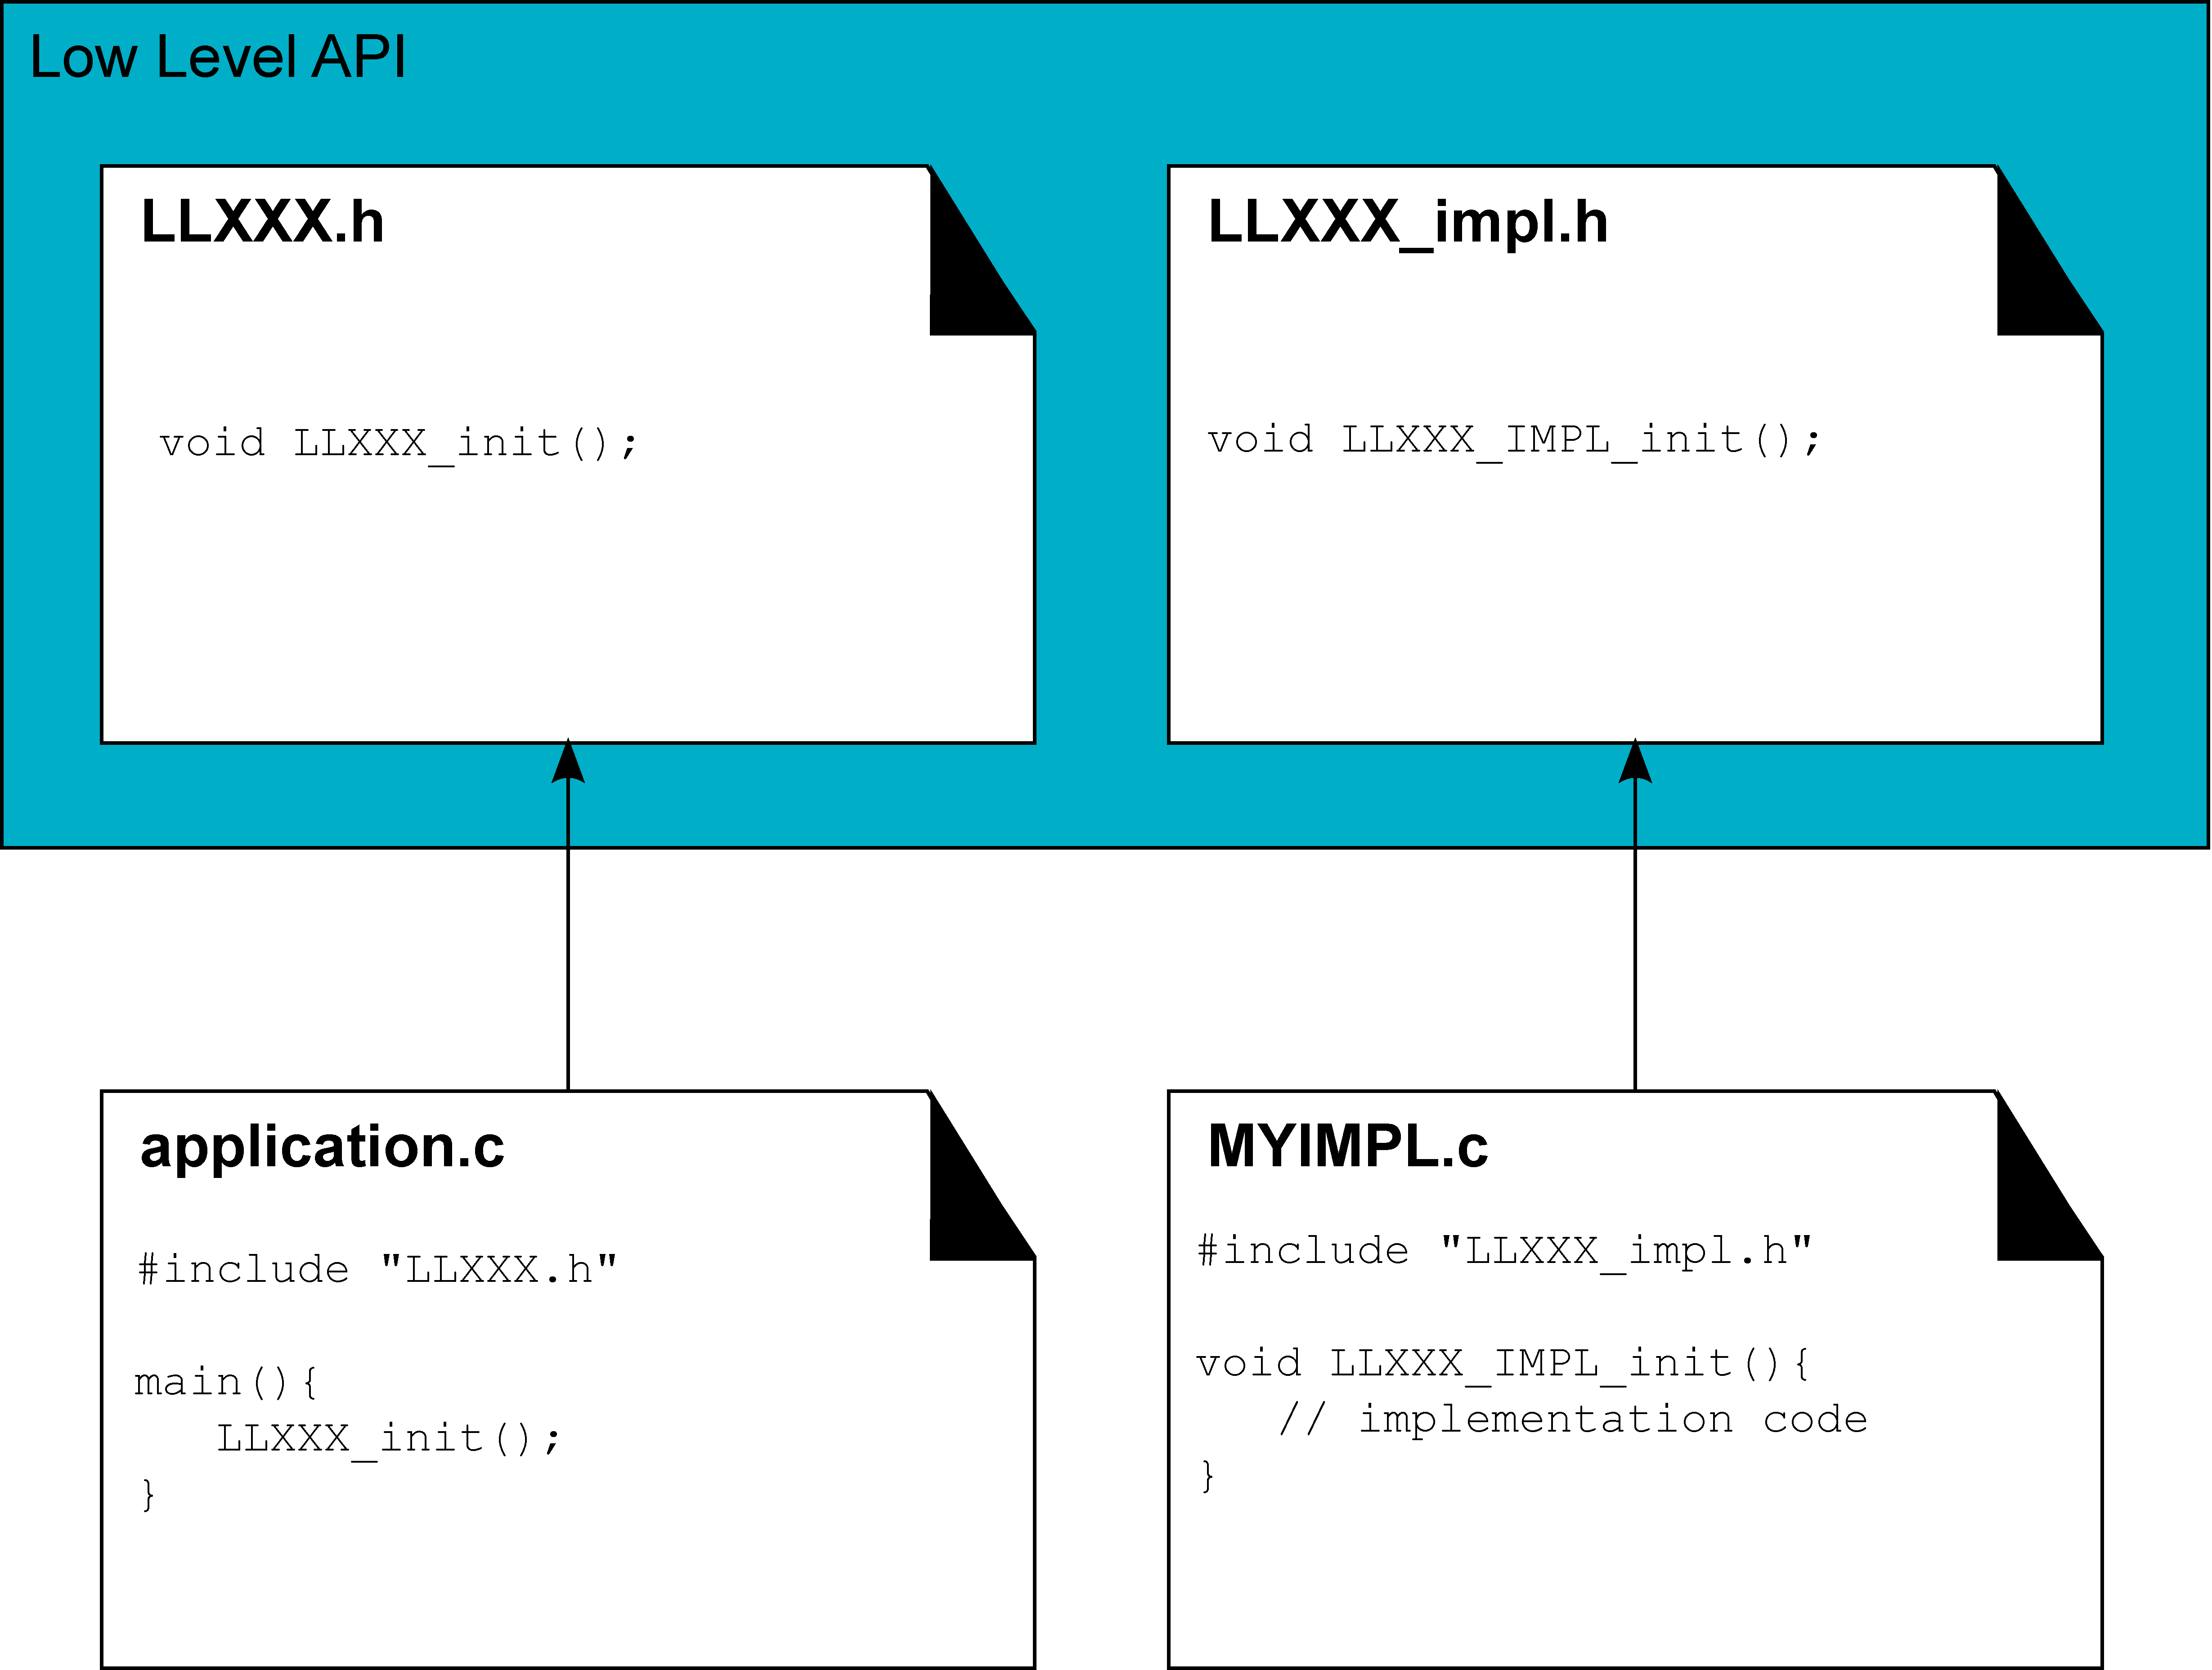 Low Level API
LLXXX.h
void LLXXX_init();
LLXXX_impl.h
void LLXXX_IMPL_init();
application.c
#include "LLXXX.h"
main(){
LLXXX_init();
}
MYIMPL.c
#include "LLXXX_impl.h"
void LLXXX_IMPL_init(){
// implementation code
}